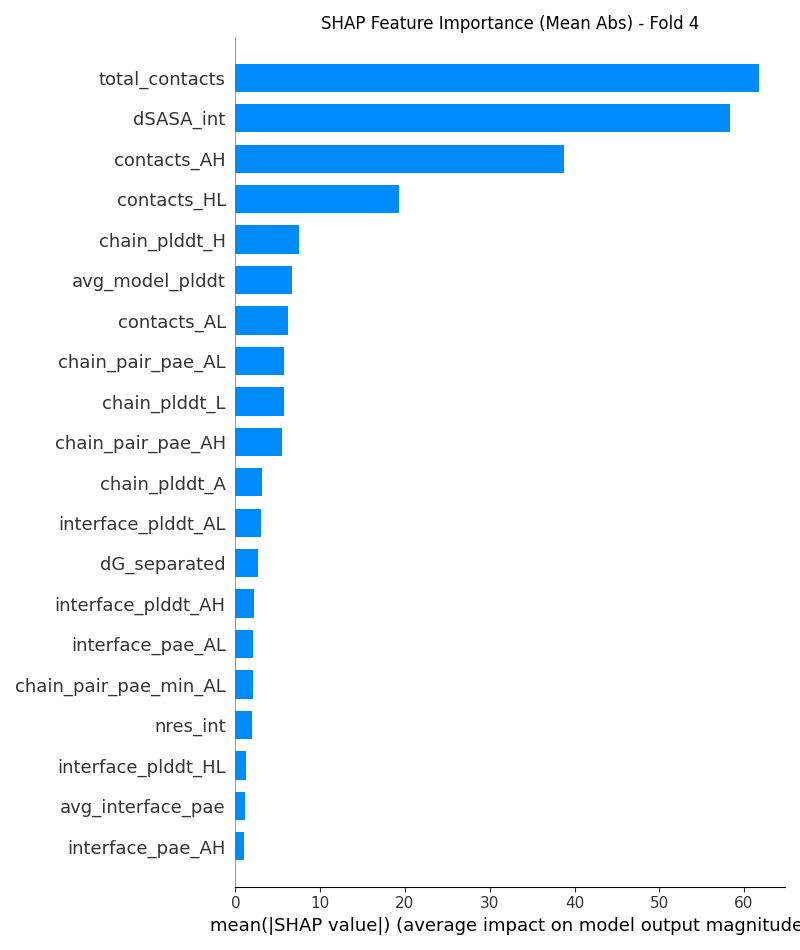 SHAP Feature Importance (Mean Abs) - Fold 4
total_contacts
dSASA_int
contacts_AH
contacts_HL
chain_plddt_H
avg_model_plddt
contacts_AL
chain_pair_pae_AL
chain_plddt_L
chain_pair_pae_AH
chain_plddt_A
interface_plddt_AL
dG_separated
interface_plddt_AH
interface_pae_AL
chain_pair_pae_min_AL
nres_int
interface_plddt_HL
avg_interface_pae
interface_pae_AH
0 10 20 30 40 50 60
mean(|SHAP value|) (average impact on model output magnitude